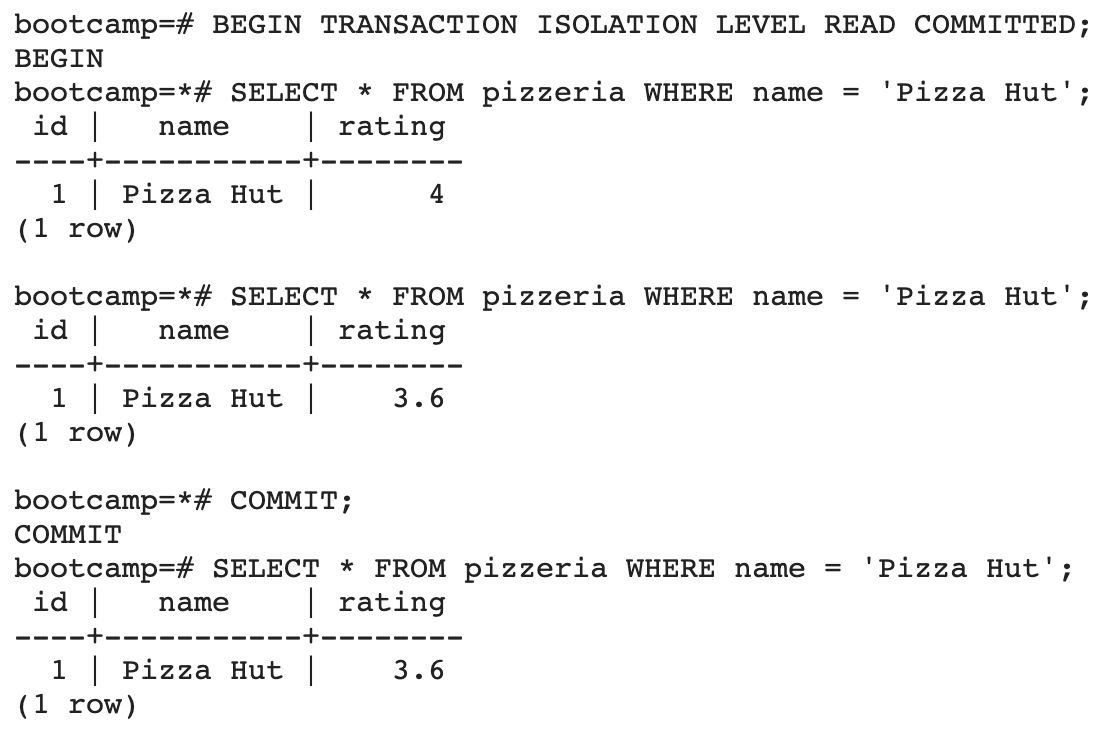 bootcamp=# BEGIN TRANSACTION ISOLATION LEVEL READ COMMITTED;
BEGIN
bootcamp=*# SELECT * FROM pizzeria WHERE name = 'Pizza Hut';
 id |   name    | rating
----+-----------+--------
  1 | Pizza Hut |      4
(1 row)

bootcamp=*# SELECT * FROM pizzeria WHERE name = 'Pizza Hut';
 id |   name    | rating
----+-----------+--------
  1 | Pizza Hut |    3.6
(1 row)

bootcamp=*# COMMIT;
COMMIT
bootcamp=# SELECT * FROM pizzeria WHERE name = 'Pizza Hut';
 id |   name    | rating
----+-----------+--------
  1 | Pizza Hut |    3.6
(1 row)